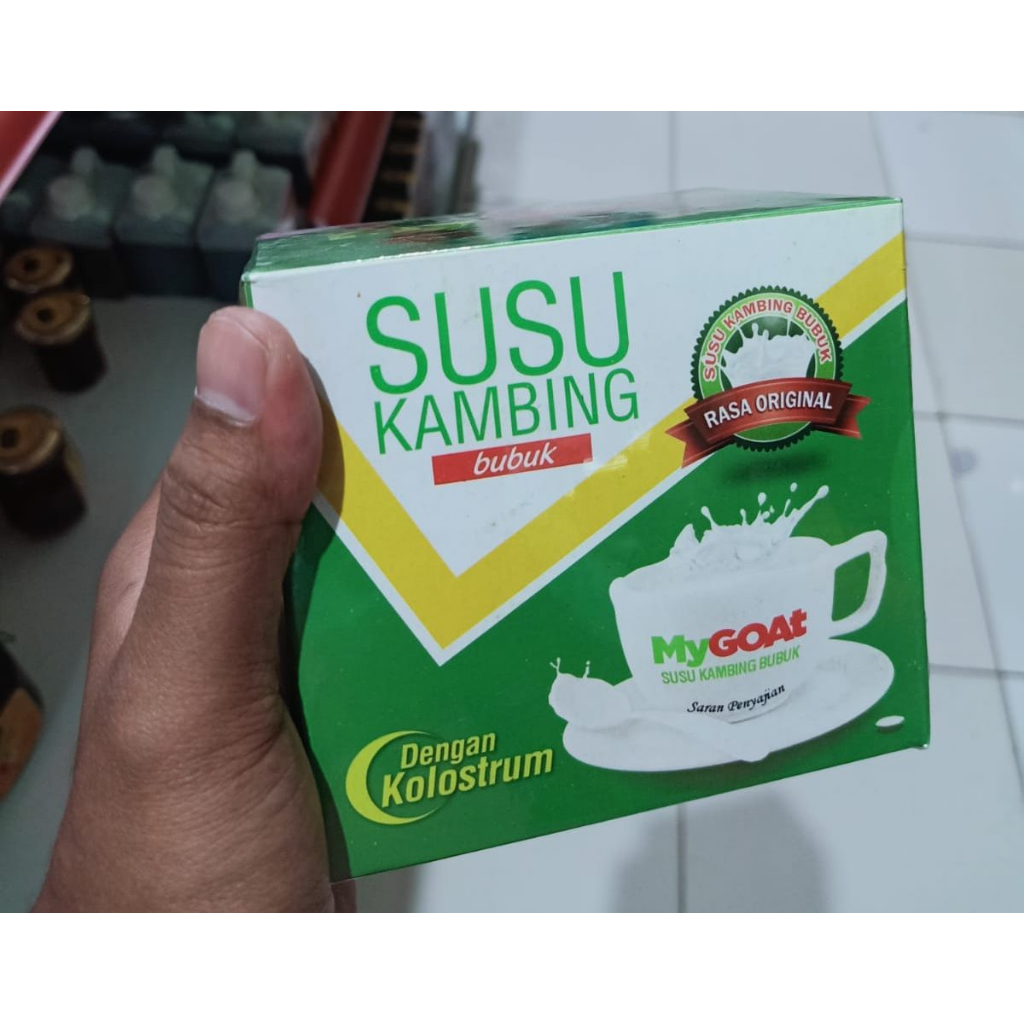 SUSU
KAMBING
bubuk
SUSU KAMBING BUBUK
RASA ORIGINAL
MyGOAt
SUSU KAMBING BUBUK
Saran Penyajian
Dengan
Kolostrum